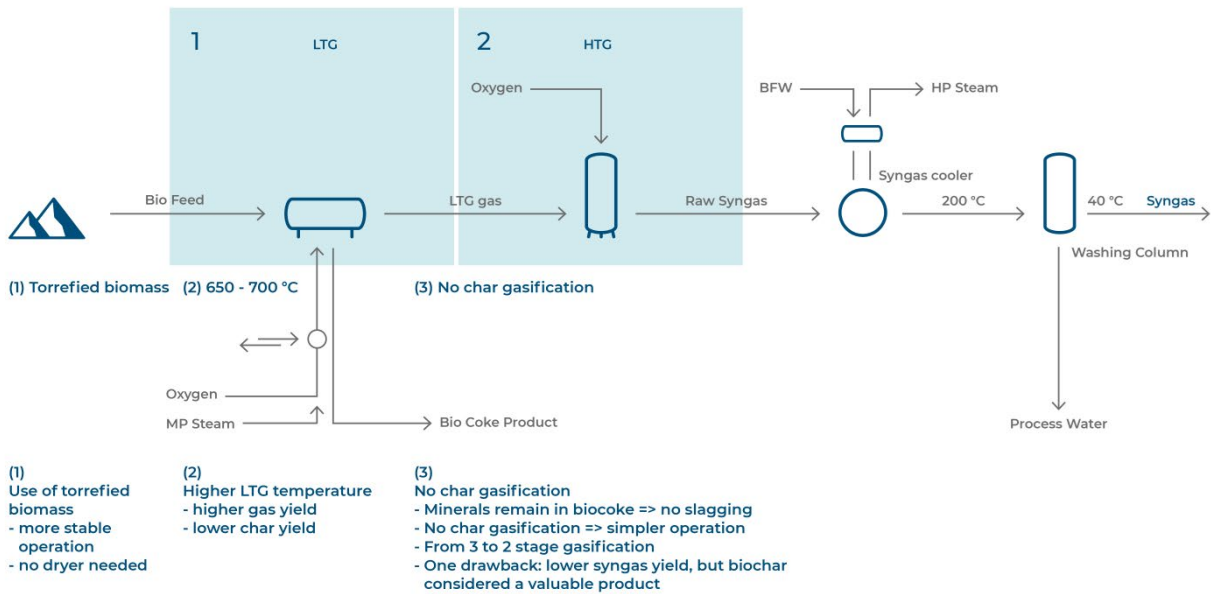 1
LTG
2
HTG
Oxygen
BFW
HP Steam
Syngas cooler
Bio Feed
LTG gas
Raw Syngas
200 °C
40 °C
Syngas
Washing Column
(1) Torrefied biomass
(2) 650 - 700 °C
(3) No char gasification
Oxygen
MP Steam
Bio Coke Product
Process Water
(1)
Use of torrefied
biomass
- more stable
operation
- no dryer needed
(2)
Higher LTG temperature
- higher gas yield
- lower char yield
(3)
No char gasification
- Minerals remain in biocoke => no slagging
- No char gasification => simpler operation
- From 3 to 2 stage gasification
- One drawback: lower syngas yield, but biochar
considered a valuable product